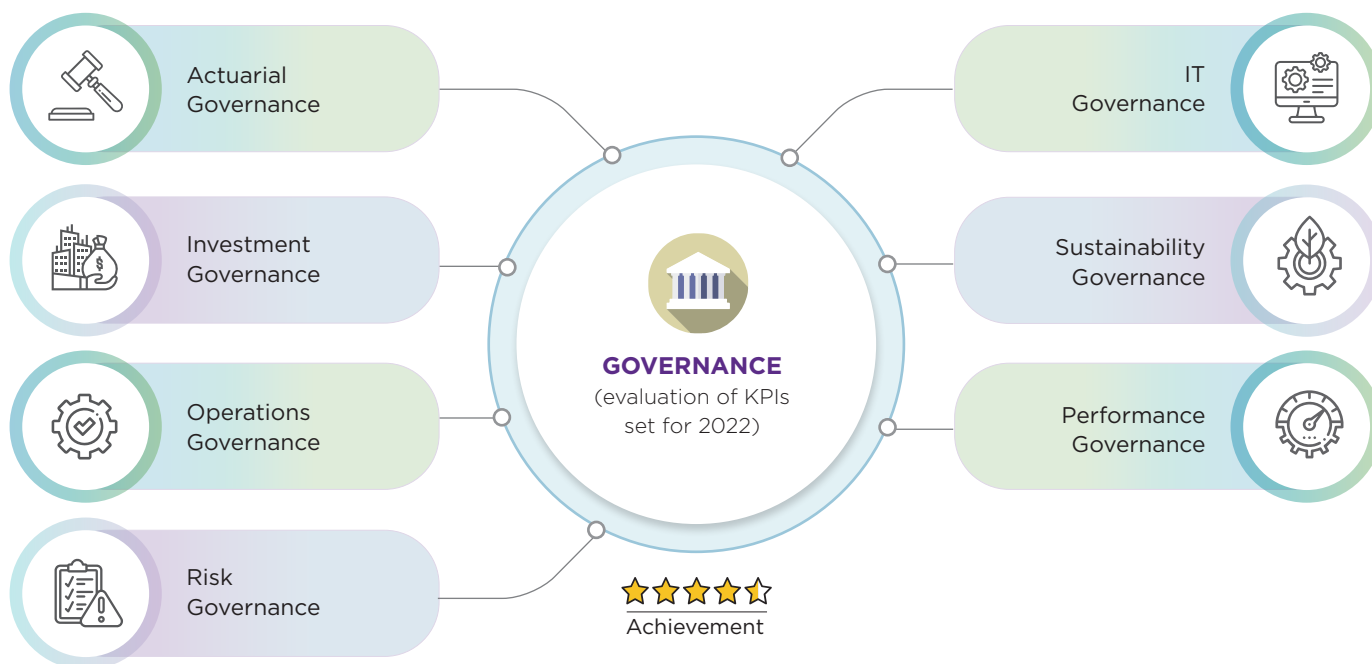 Actuarial
Governance
Investment
Governance
Operations
Governance
Risk
Governance
GOVERNANCE
(evaluation of KPIs
set for 2022)
Achievement
IT
Governance
Sustainability
Governance
Performance
Governance
$